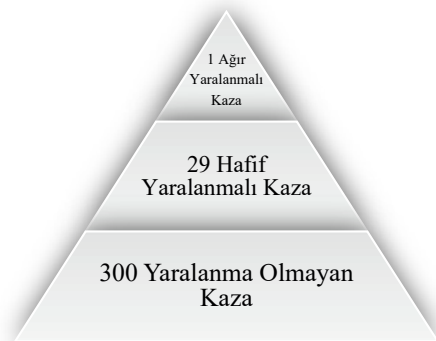 1 Ağır
Yaralanmalı
Kaza
29 Hafif
Yaralanmalı Kaza
300 Yaralanma Olmayan
Kaza